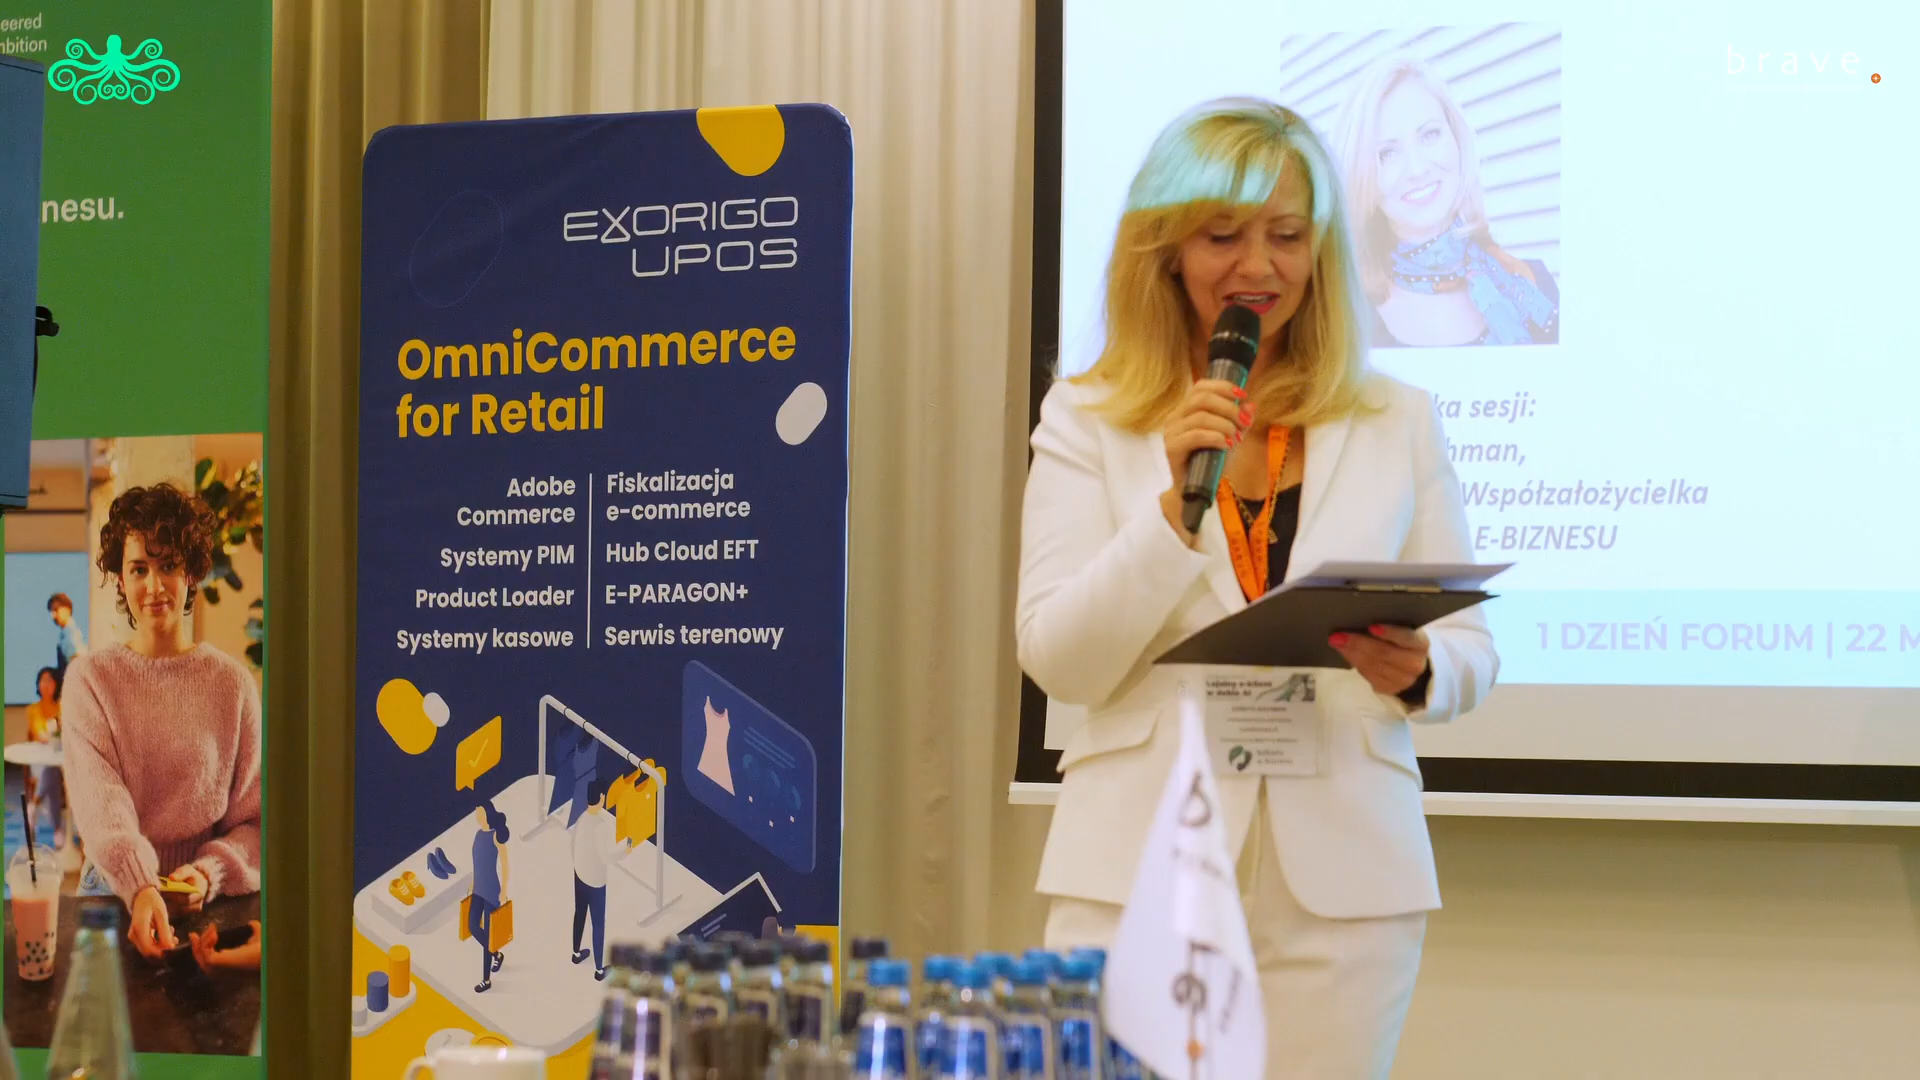 eered
nbition
nesu.
EXORIGO
UPOS
OmniCommerce
for Retail
Adobe
Commerce
Systemy PIM
Product Loader
Systemy kasowe
Fiskalizacja
e-commerce
Hub Cloud EFT
E-PARAGON+
Serwis terenowy
brave.
ka sesji:
hman,
Współzałożycielka
E-BIZNESU
1 DZIEŃ FORUM | 22 M